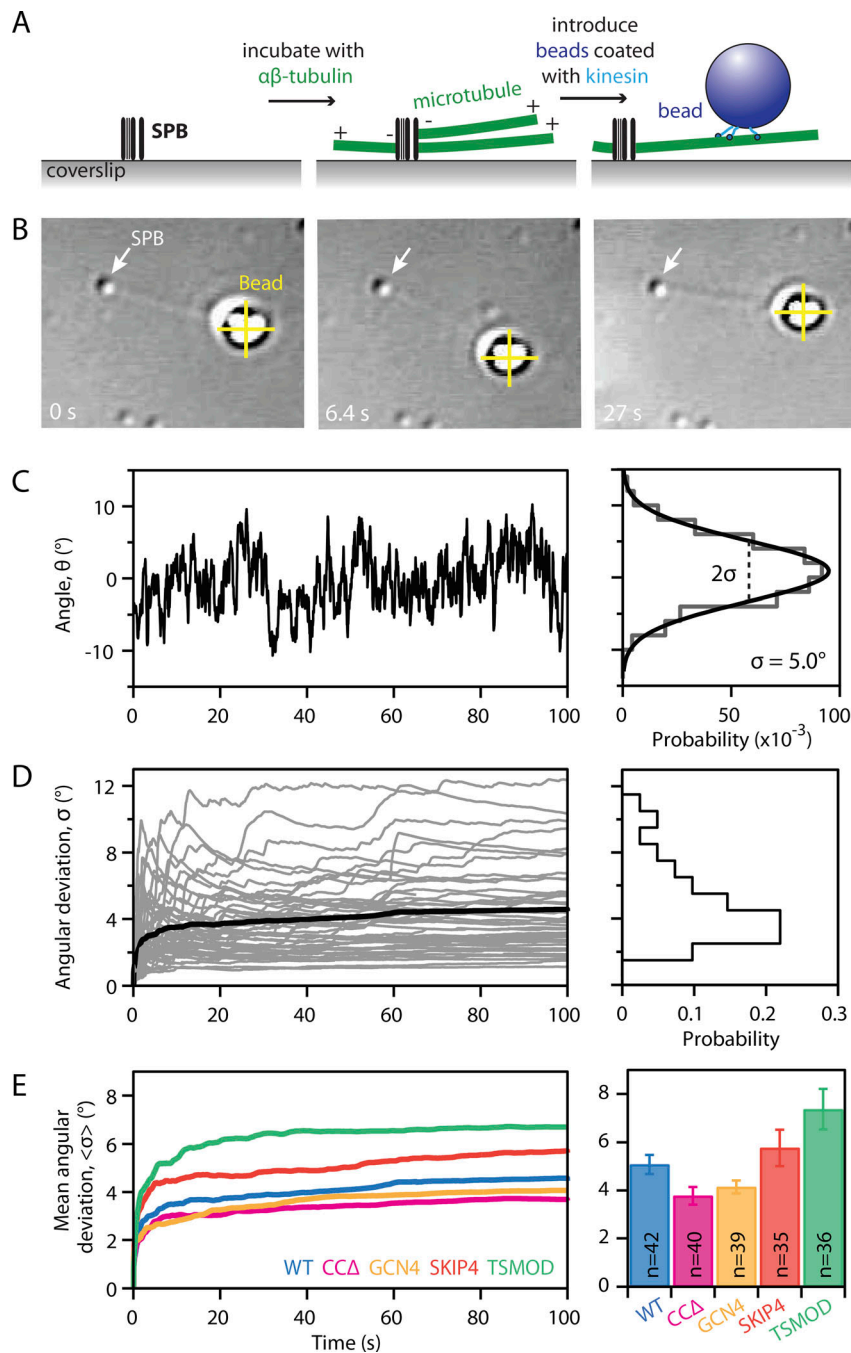 A
incubate with
αβ-tubulin
introduce
beads coated
with kinesin
microtubule
bead
SPB
+
-
-
+
+
coverslip
B
SPB
Bead
0 s
6.4 s
27 s
C
Angle, θ (°)
10
0
-10
0
20
40
60
80
100
2σ
σ = 5.0°
0
50
100
Probability (x10⁻³)
D
Angular deviation, σ (°)
12
8
4
0
0
20
40
60
80
100
0
0.1
0.2
0.3
Probability
E
Mean angular
deviation, <σ> (°)
8
6
4
2
0
WT CCΔ GCN4 SKIP4 TSMOD
0
20
40
60
80
100
Time (s)
8
6
4
2
0
n=42
n=40
n=39
n=35
n=36
WT
CCΔ
GCN4
SKIP4
TSMOD